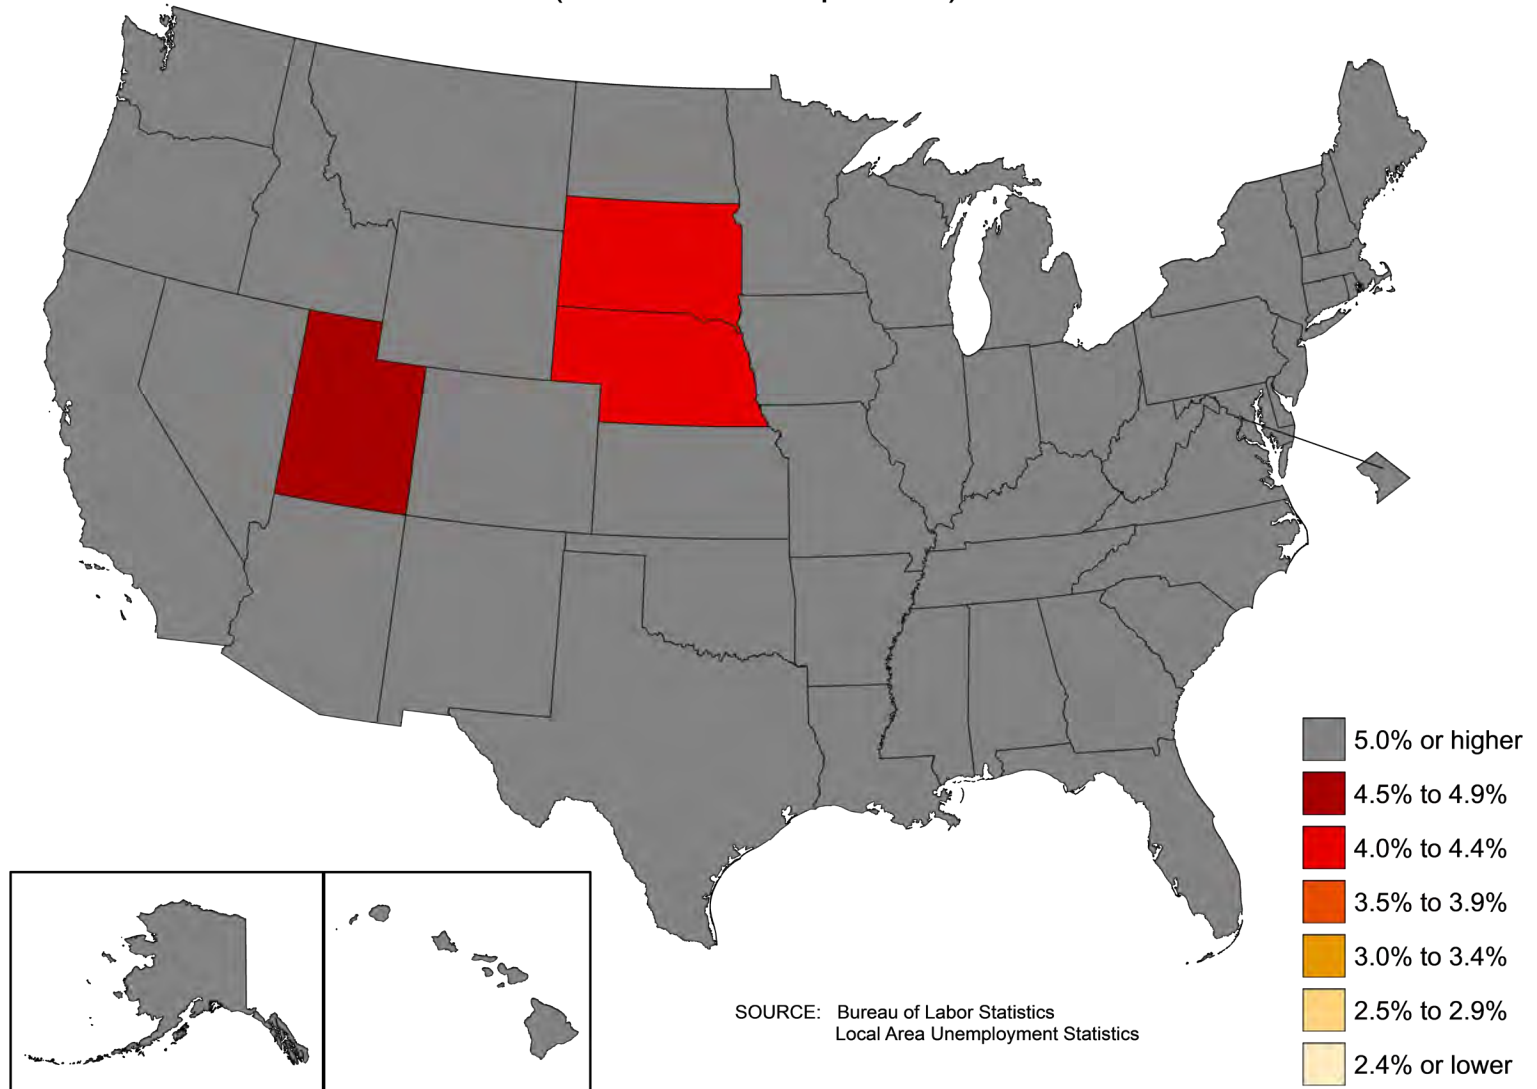 5.0% or higher
4.5% to 4.9%
4.0% to 4.4%
3.5% to 3.9%
3.0% to 3.4%
2.5% to 2.9%
2.4% or lower
SOURCE: Bureau of Labor Statistics
Local Area Unemployment Statistics